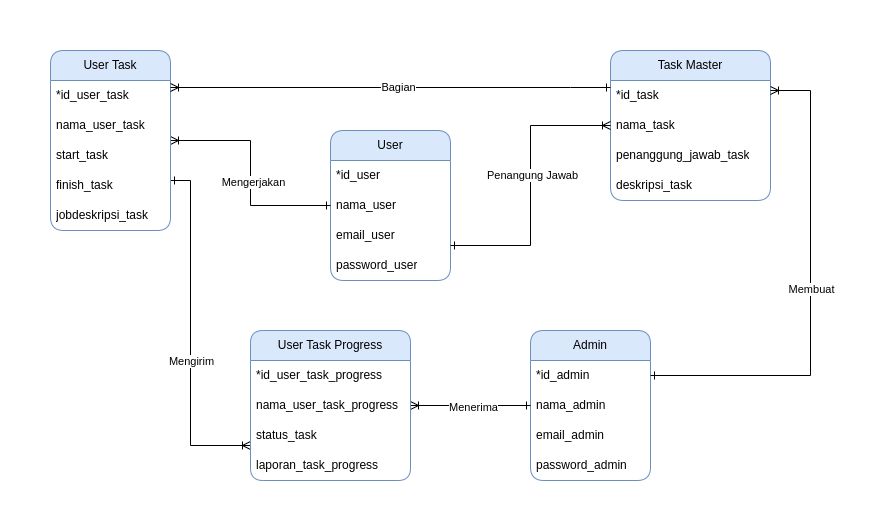 User Task
*id_user_task
nama_user_task
start_task
finish_task
jobdeskripsi_task
Bagian
Task Master
*id_task
nama_task
penanggung_jawab_task
deskripsi_task
User
*id_user
nama_user
email_user
password_user
Mengerjakan
Penangung Jawab
Membuat
Mengirim
User Task Progress
*id_user_task_progress
nama_user_task_progress
status_task
laporan_task_progress
Menerima
Admin
*id_admin
nama_admin
email_admin
password_admin